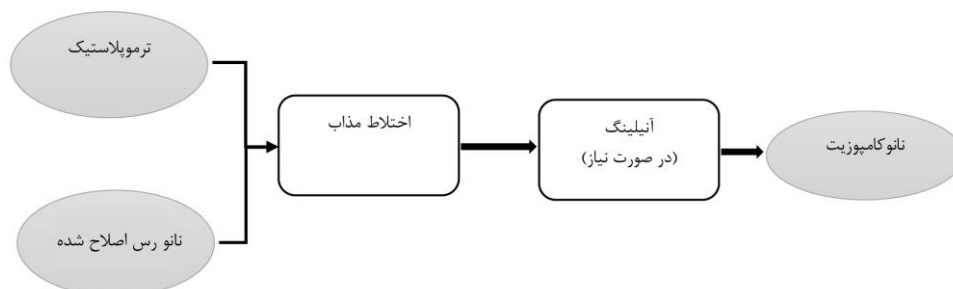 ترموپلاستیک
نانو رس اصلاح شده
اختلاط مذاب
آنیلینگ
(در صورت نیاز)
نانوکامپوزیت